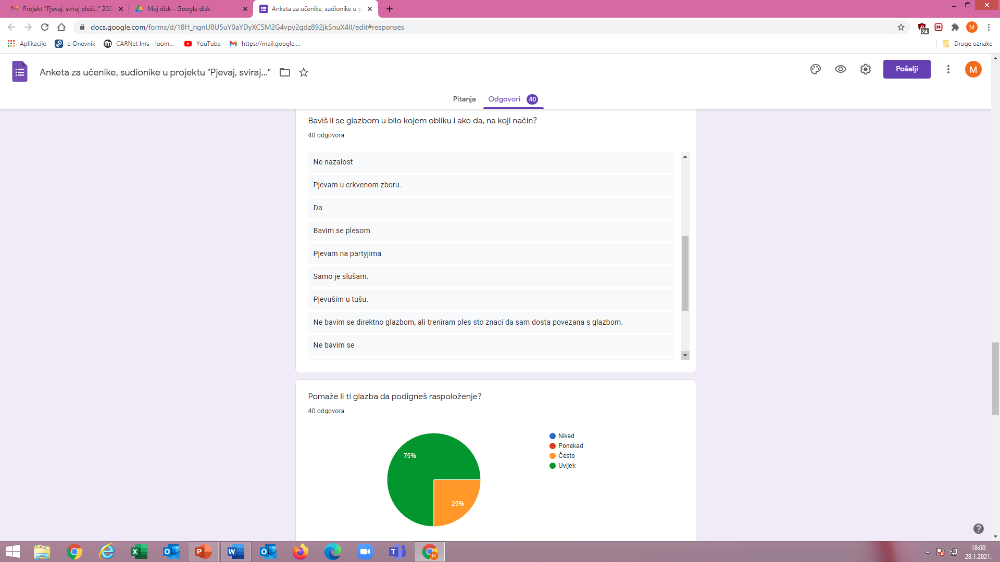 Projekt "Pjevaj, sviraj pleši..." 202
Moj disk – Google disk
Anketa za učenike, sudionike u p
docs.google.com/forms/d/18H_ngnU8U5uY0aYDyXC5M2G4vpy2gdz892jkSnuX4lI/edit#responses
24
M
Aplikacije
e-Dnevnik
CARNet lms - loom...
YouTube
https://mail.google....
Druge oznake
Anketa za učenike, sudionike u projektu "Pjevaj, sviraj..."
Pošalji
M
Pitanja
Odgovori 40
Baviš li se glazbom u bilo kojem obliku i ako da, na koji način?
40 odgovora
Ne nazalost
Pjevam u crkvenom zboru.
Da
Bavim se plesom
Pjevam na partyjima
Samo je slušam.
Pjevušim u tušu.
Ne bavim se direktno glazbom, ali treniram ples sto znaci da sam dosta povezana s glazbom.
Ne bavim se
Pomaže li ti glazba da podigneš raspoloženje?
40 odgovora
75%
25%
Nikad
Ponekad
Često
Uvijek
18:00
28.1.2021.